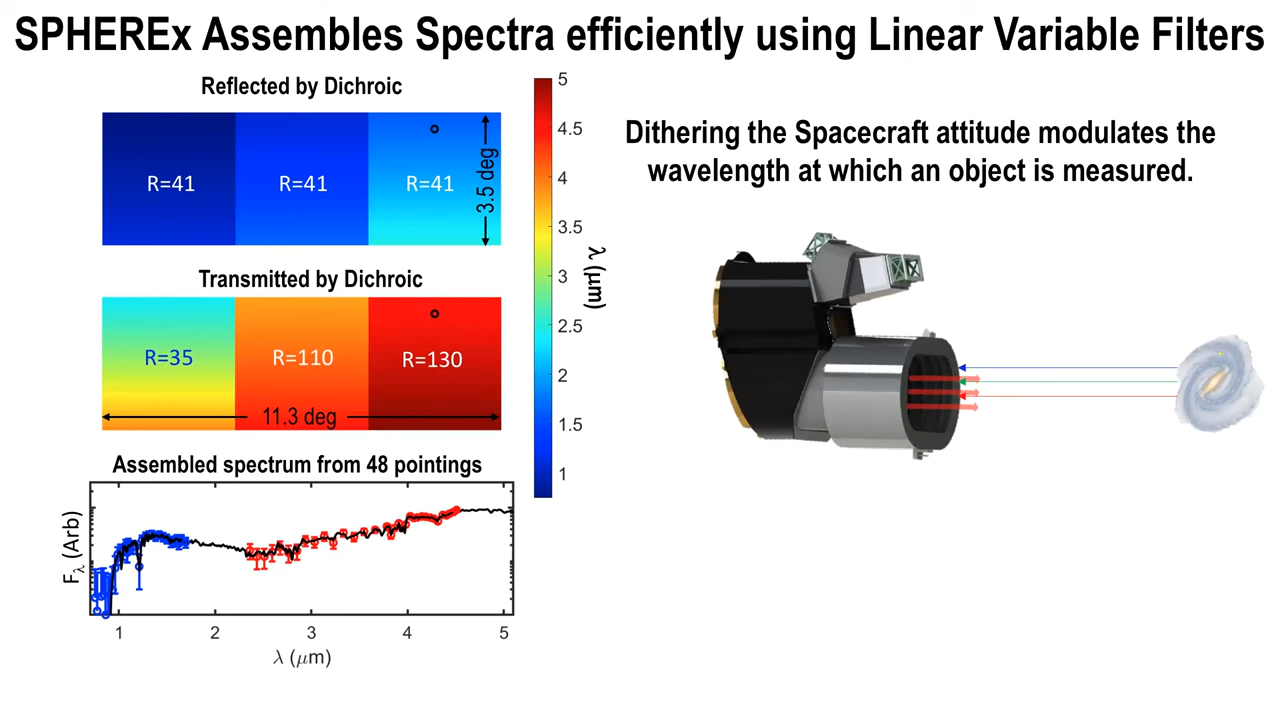 SPHEREx Assembles Spectra efficiently using Linear Variable Filters
Reflected by Dichroic
R=41
R=41
R=41
3.5 deg
Transmitted by Dichroic
R=35
R=110
R=130
11.3 deg
5
4.5
4
3.5
3
2.5
2
1.5
1
λ (μm)
Assembled spectrum from 48 pointings
Fλ (Arb)
1
2
3
4
5
λ (μm)
Dithering the Spacecraft attitude modulates the
wavelength at which an object is measured.